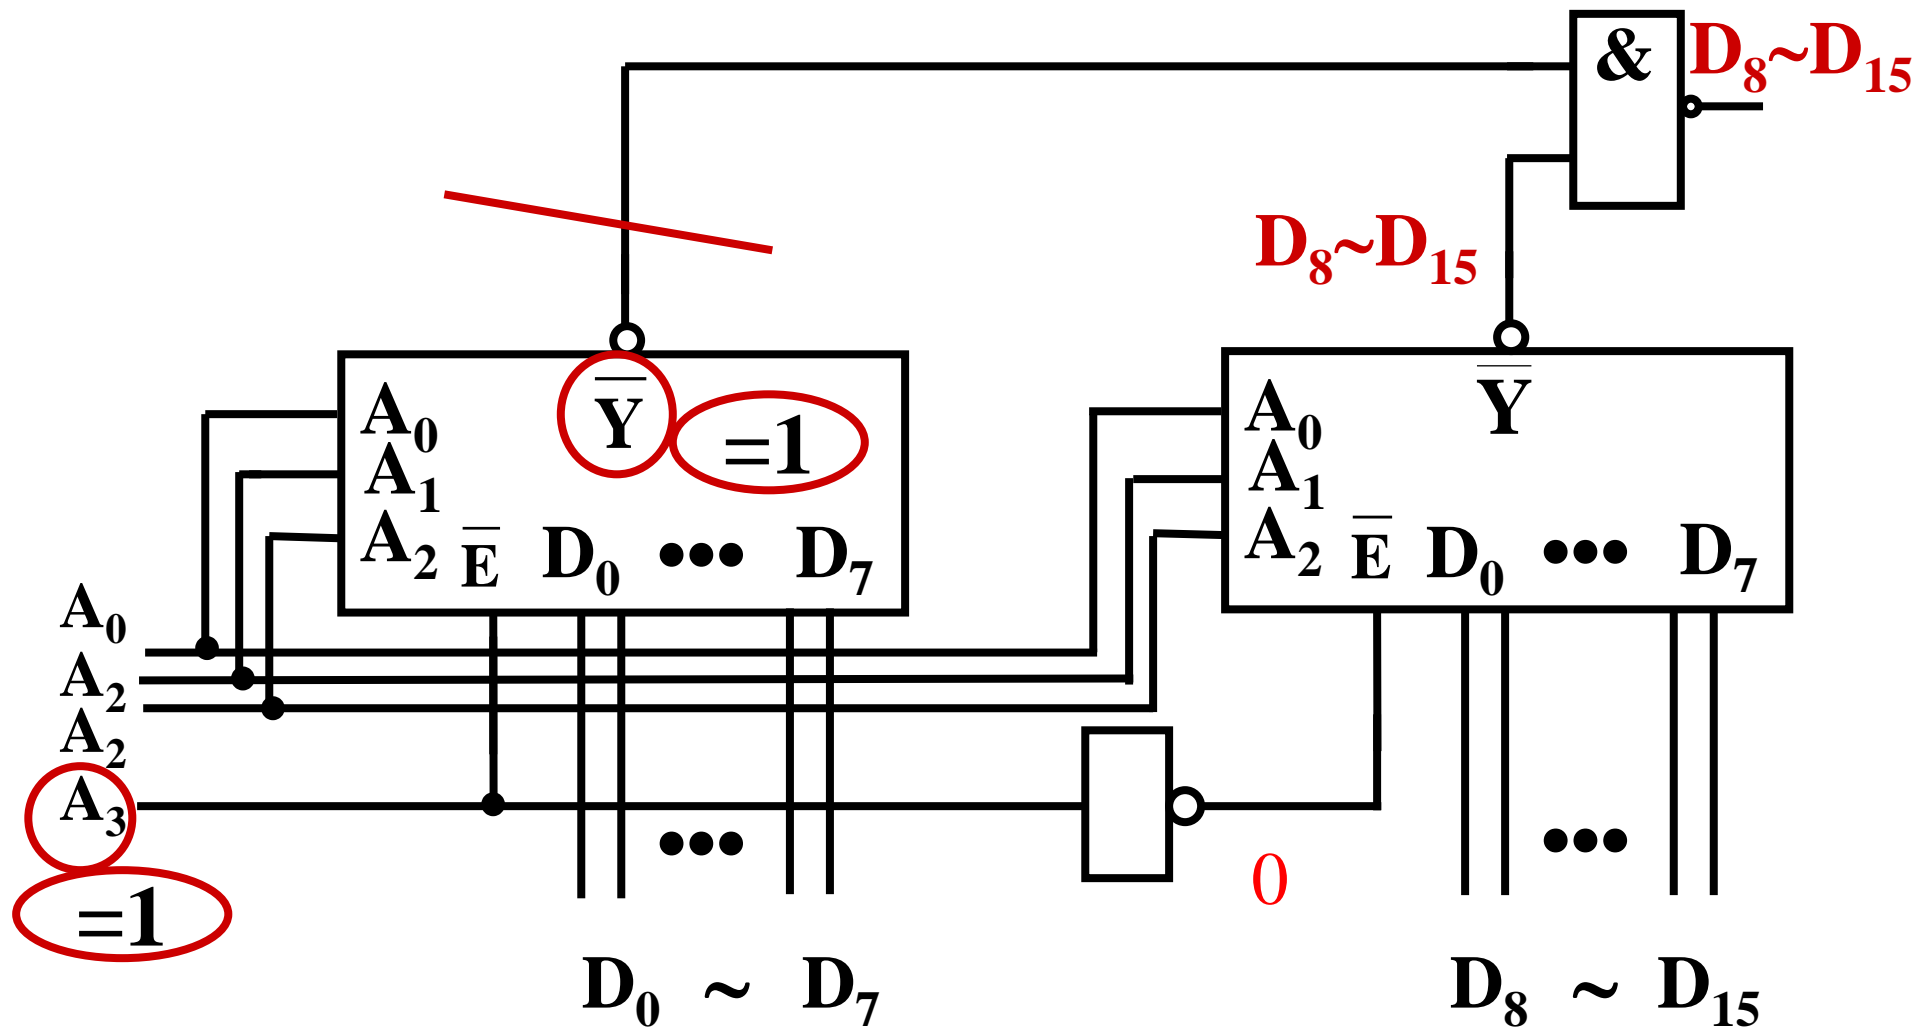 &
D₈~D₁₅
D₈~D₁₅
A₀
Y̅
=1
A₁
A₂
E̅
D₀
•••
D₇
A₀
Y̅
A₁
A₂
E̅
D₀
•••
D₇
A₀
A₂
A₂
A₃
=1
•••
•••
0
D₀ ~ D₇
D₈ ~ D₁₅